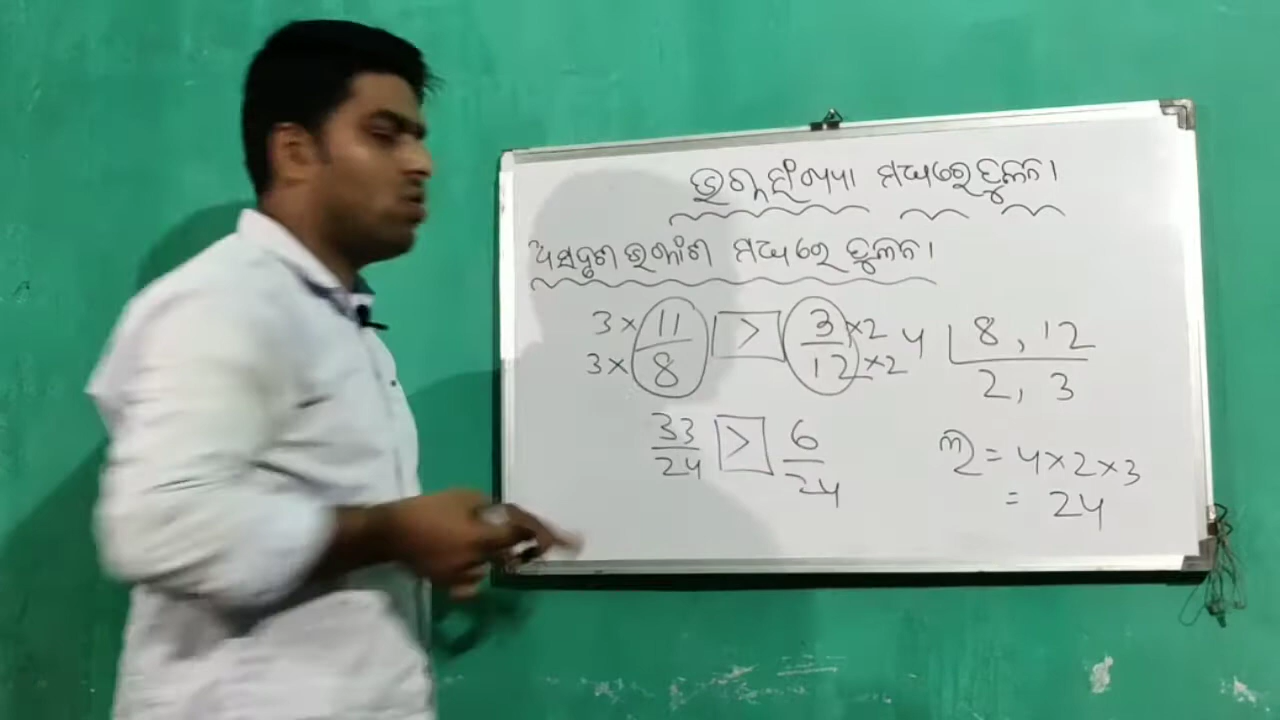 ଭଗ୍ନସଂଖ୍ୟା ମଧ୍ୟରେ ତୁଳନା
ଅସଦୃଶ ଭଗ୍ନାଂଶ ମଧ୍ୟରେ ତୁଳନା
3 × 11 > 3 × 2 4 | 8 , 12
3 × 8 12 × 2 2 , 3
33 > 6 = 4 × 2 × 3
24 24 = 24